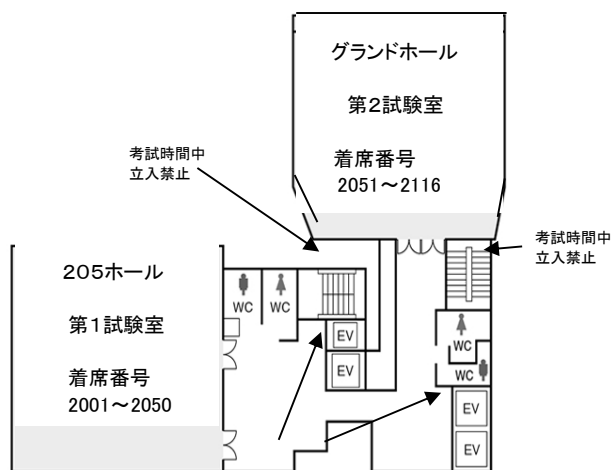 グランドホール
第2試験室
着席番号
2051～2116
考試時間中
立入禁止
考試時間中
立入禁止
205ホール
第1試験室
着席番号
2001～2050
WC
WC
EV
EV
WC
WC
EV
EV